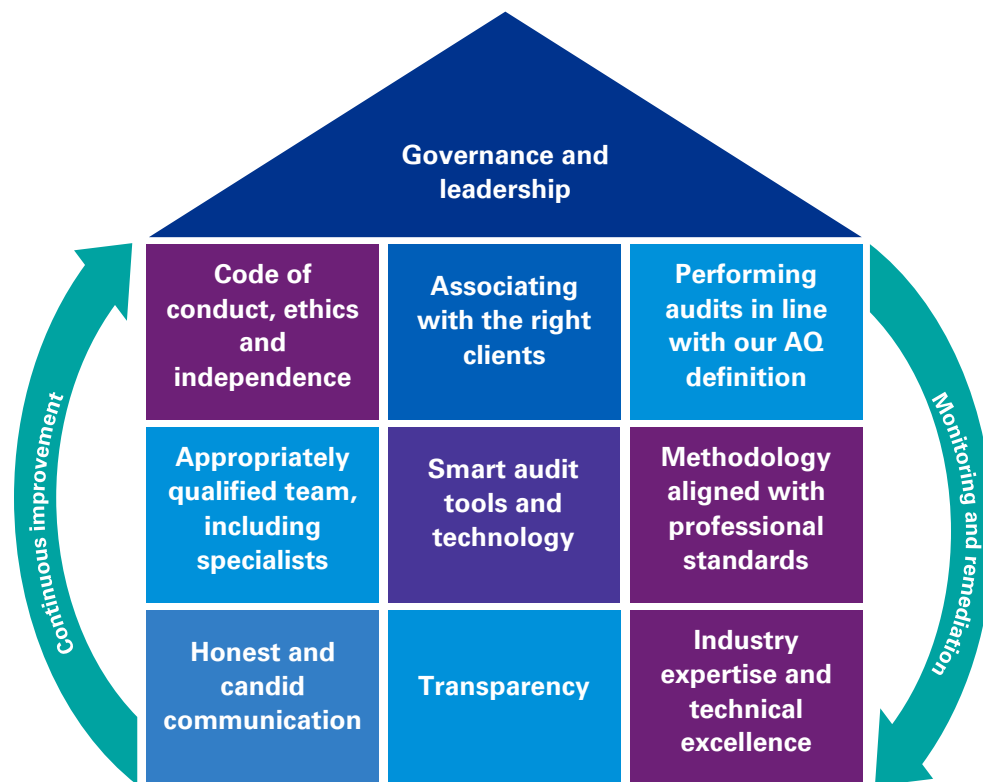 Governance and
leadership
Code of
conduct, ethics
and
independence
Associating
with the right
clients
Performing
audits in line
with our AQ
definition
Appropriately
qualified team,
including
specialists
Smart audit
tools and
technology
Methodology
aligned with
professional
standards
Honest and
candid
communication
Transparency
Industry
expertise and
technical
excellence
Continuous improvement
Monitoring and remediation